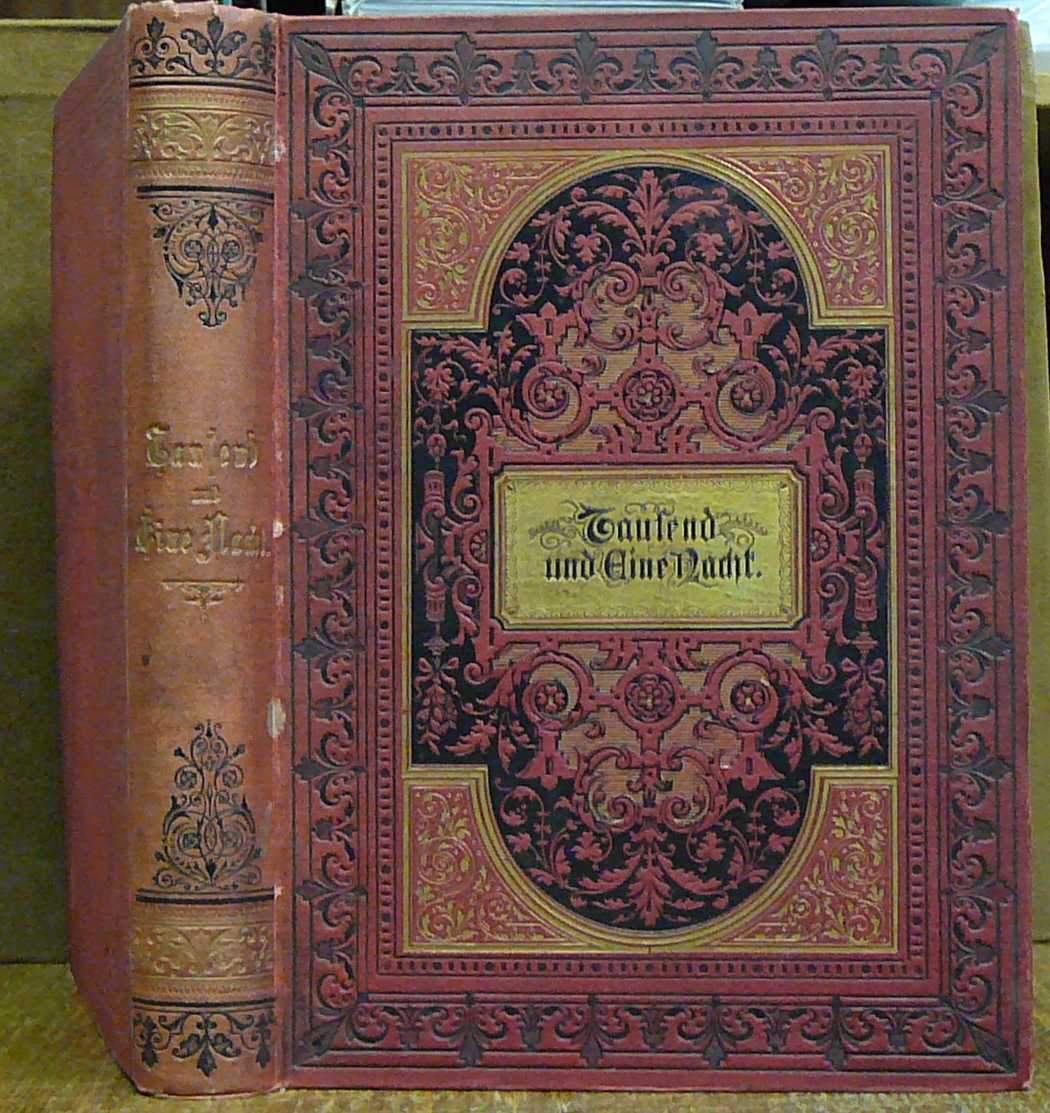 Tausend
und
Eine Nacht.
Tausend
und Eine Nacht.